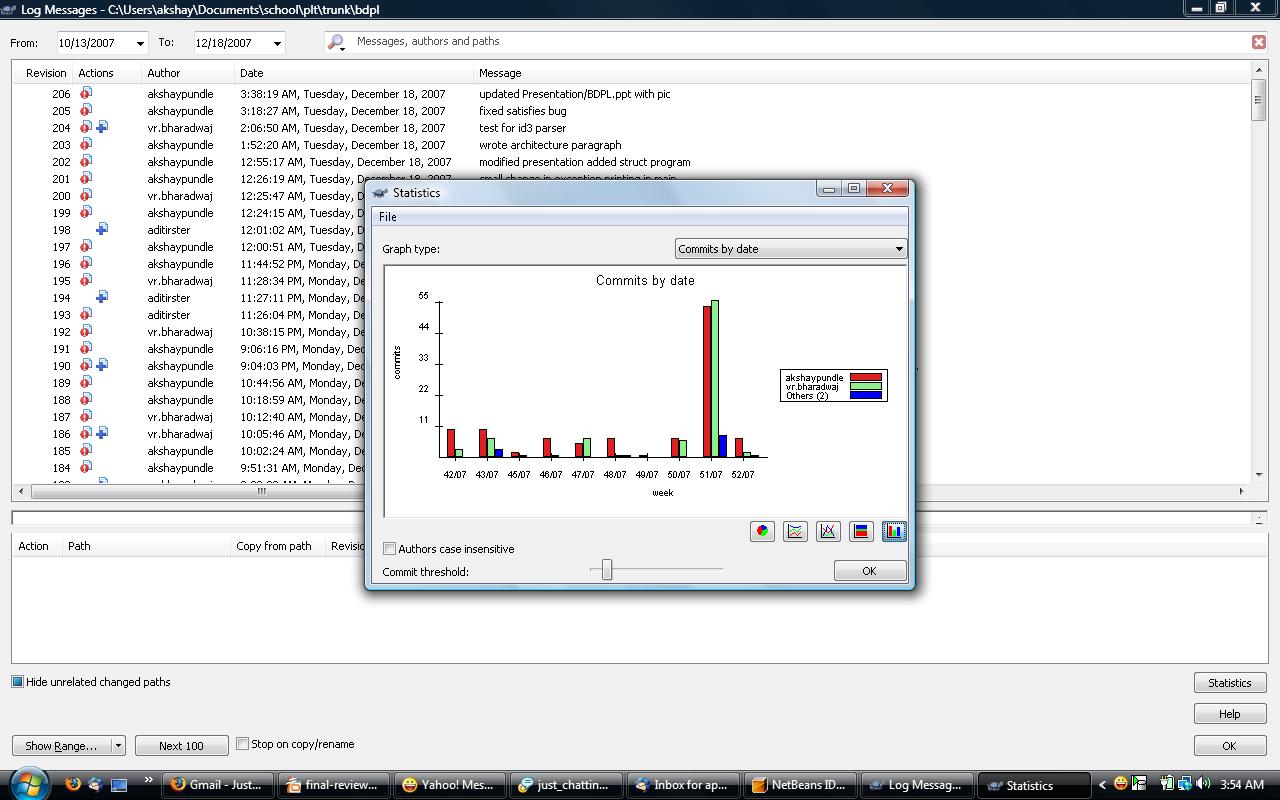 Log Messages - C:\Users\akshay\Documents\school\plt\trunk\bdpl
From: 10/13/2007 To: 12/18/2007 Messages, authors and paths
Revision Actions Author Date Message
206 akshaypundle 3:38:19 AM, Tuesday, December 18, 2007 updated Presentation/BDPL.ppt with pic
205 akshaypundle 3:18:27 AM, Tuesday, December 18, 2007 fixed satisfies bug
204 vr.bharadwaj 2:06:50 AM, Tuesday, December 18, 2007 test for id3 parser
203 akshaypundle 1:52:20 AM, Tuesday, December 18, 2007 wrote architecture paragraph
202 akshaypundle 12:55:17 AM, Tuesday, December 18, 2007 modified presentation added struct program
201 akshaypundle 12:26:19 AM, Tuesday, December 18, 2007 small change in exception printing in main
200 vr.bharadwaj 12:25:47 AM, Tuesday, De
199 akshaypundle 12:24:15 AM, Tuesday, De
198 aditirster 12:01:02 AM, Tuesday, De
197 akshaypundle 12:00:51 AM, Tuesday, De
196 akshaypundle 11:44:52 PM, Monday, De
195 vr.bharadwaj 11:28:34 PM, Monday, De
194 aditirster 11:27:11 PM, Monday, De
193 aditirster 11:26:04 PM, Monday, De
192 vr.bharadwaj 10:38:15 PM, Monday, De
191 akshaypundle 9:06:16 PM, Monday, Dec
190 akshaypundle 9:04:03 PM, Monday, Dec
189 akshaypundle 10:44:56 AM, Monday, De
188 akshaypundle 10:18:59 AM, Monday, De
187 vr.bharadwaj 10:12:40 AM, Monday, De
186 vr.bharadwaj 10:05:46 AM, Monday, De
185 akshaypundle 10:02:24 AM, Monday, De
184 akshaypundle 9:51:31 AM, Monday, Dec
Statistics
File
Graph type: Commits by date
Commits by date
55
44
33
22
11
commits
42/07 43/07 45/07 46/07 47/07 48/07 49/07 50/07 51/07 52/07
week
akshaypundle
vr.bharadwaj
Others (2)
Authors case insensitive
Commit threshold: OK
Action Path Copy from path Revisio
Hide unrelated changed paths
Statistics
Help
Show Range... Next 100 Stop on copy/rename OK
Gmail - Just... final-review... Yahoo! Mes... just_chattin... Inbox for ap... NetBeans ID... Log Messag... Statistics 3:54 AM